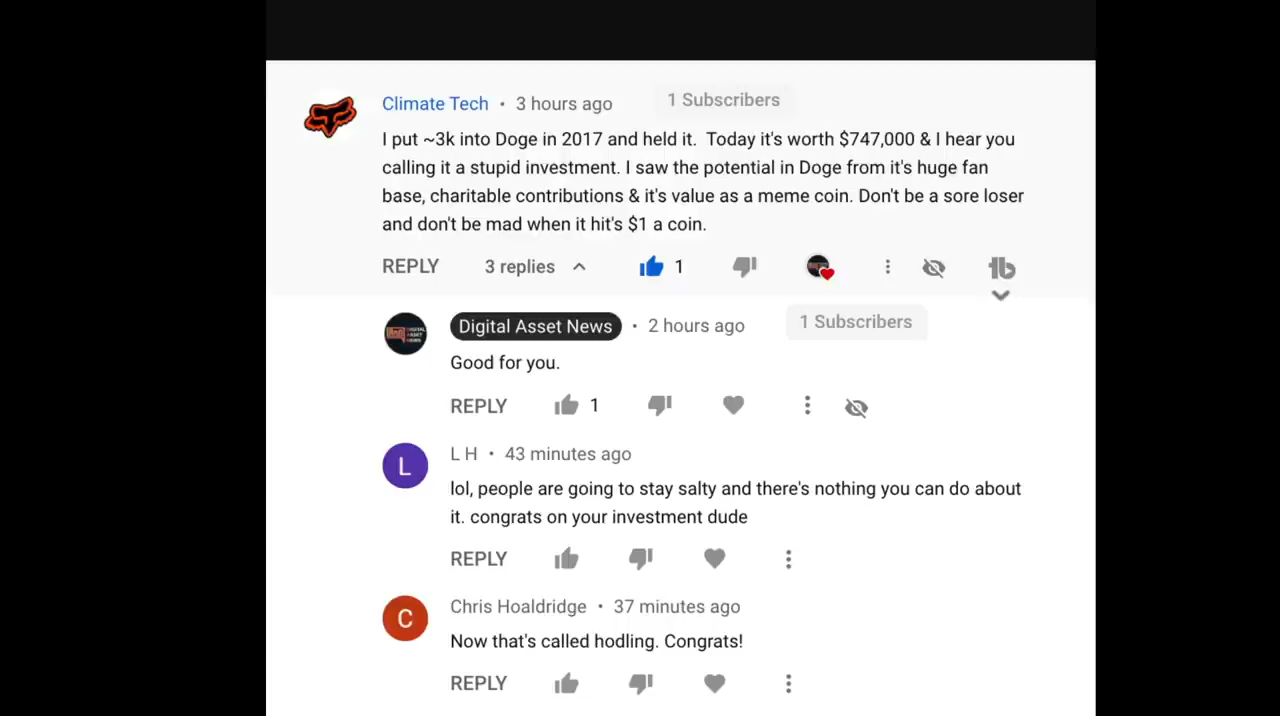 Climate Tech • 3 hours ago 1 Subscribers
I put ~3k into Doge in 2017 and held it. Today it's worth $747,000 & I hear you
calling it a stupid investment. I saw the potential in Doge from it's huge fan
base, charitable contributions & it's value as a meme coin. Don't be a sore loser
and don't be mad when it hit's $1 a coin.
REPLY 3 replies 1
Digital Asset News • 2 hours ago 1 Subscribers
Good for you.
REPLY 1
L
L H • 43 minutes ago
lol, people are going to stay salty and there's nothing you can do about
it. congrats on your investment dude
REPLY
C
Chris Hoaldridge • 37 minutes ago
Now that's called hodling. Congrats!
REPLY